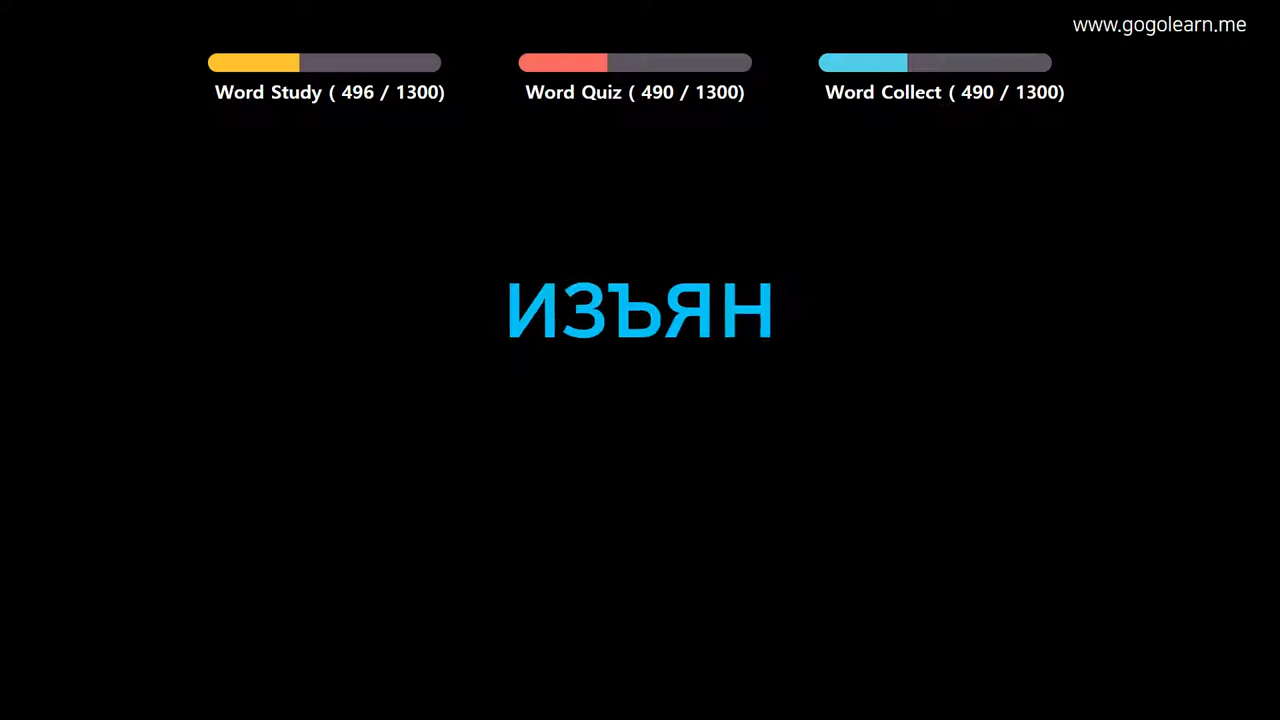 www.gogolearn.me
Word Study ( 496 / 1300)
Word Quiz ( 490 / 1300)
Word Collect ( 490 / 1300)
изъян